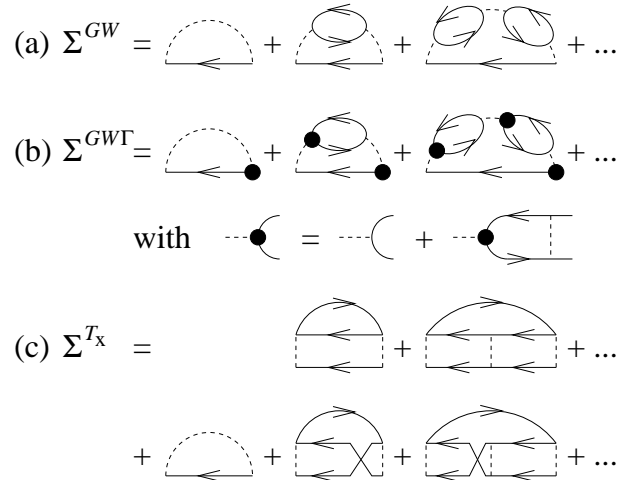 (a) Σ^GW = + + + ...
(b) Σ^GWΓ = + + + ...
with = +
(c) Σ^Tx = + + ...
+ + + + ...